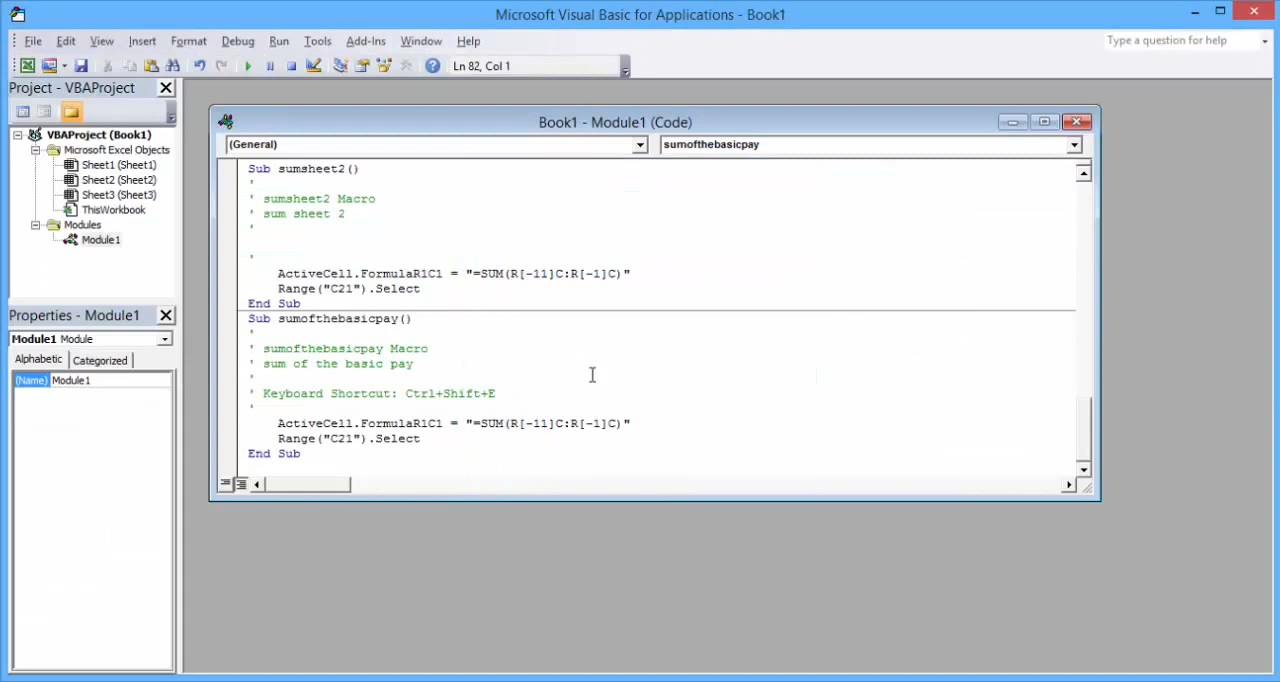 Microsoft Visual Basic for Applications - Book1
File Edit View Insert Format Debug Run Tools Add-Ins Window Help
Type a question for help
Ln 82, Col 1
Project - VBAProject
VBAProject (Book1)
Microsoft Excel Objects
Sheet1 (Sheet1)
Sheet2 (Sheet2)
Sheet3 (Sheet3)
ThisWorkbook
Modules
Module1
Properties - Module1
Module1 Module
Alphabetic Categorized
(Name) Module1
Book1 - Module1 (Code)
(General) sumofthebasicpay
Sub sumsheet2()
'
' sumsheet2 Macro
' sum sheet 2
'
'
ActiveCell.FormulaR1C1 = "=SUM(R[-11]C:R[-1]C)"
Range("C21").Select
End Sub
Sub sumofthebasicpay()
'
' sumofthebasicpay Macro
' sum of the basic pay
'
' Keyboard Shortcut: Ctrl+Shift+E
'
ActiveCell.FormulaR1C1 = "=SUM(R[-11]C:R[-1]C)"
Range("C21").Select
End Sub